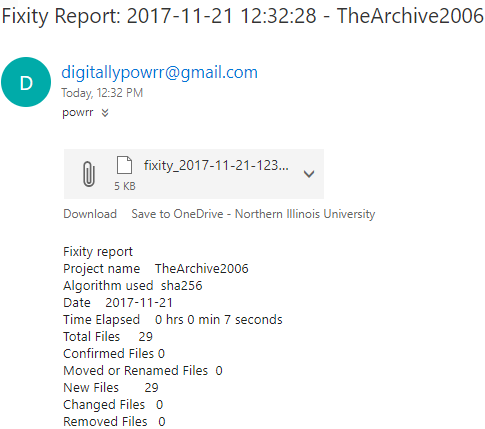 Fixity Report: 2017-11-21 12:32:28 - TheArchive2006
D
digitallypowrr@gmail.com
Today, 12:32 PM
powrr
fixity_2017-11-21-123...
5 KB
Download Save to OneDrive - Northern Illinois University
Fixity report
Project name TheArchive2006
Algorithm used sha256
Date 2017-11-21
Time Elapsed 0 hrs 0 min 7 seconds
Total Files 29
Confirmed Files 0
Moved or Renamed Files 0
New Files 29
Changed Files 0
Removed Files 0